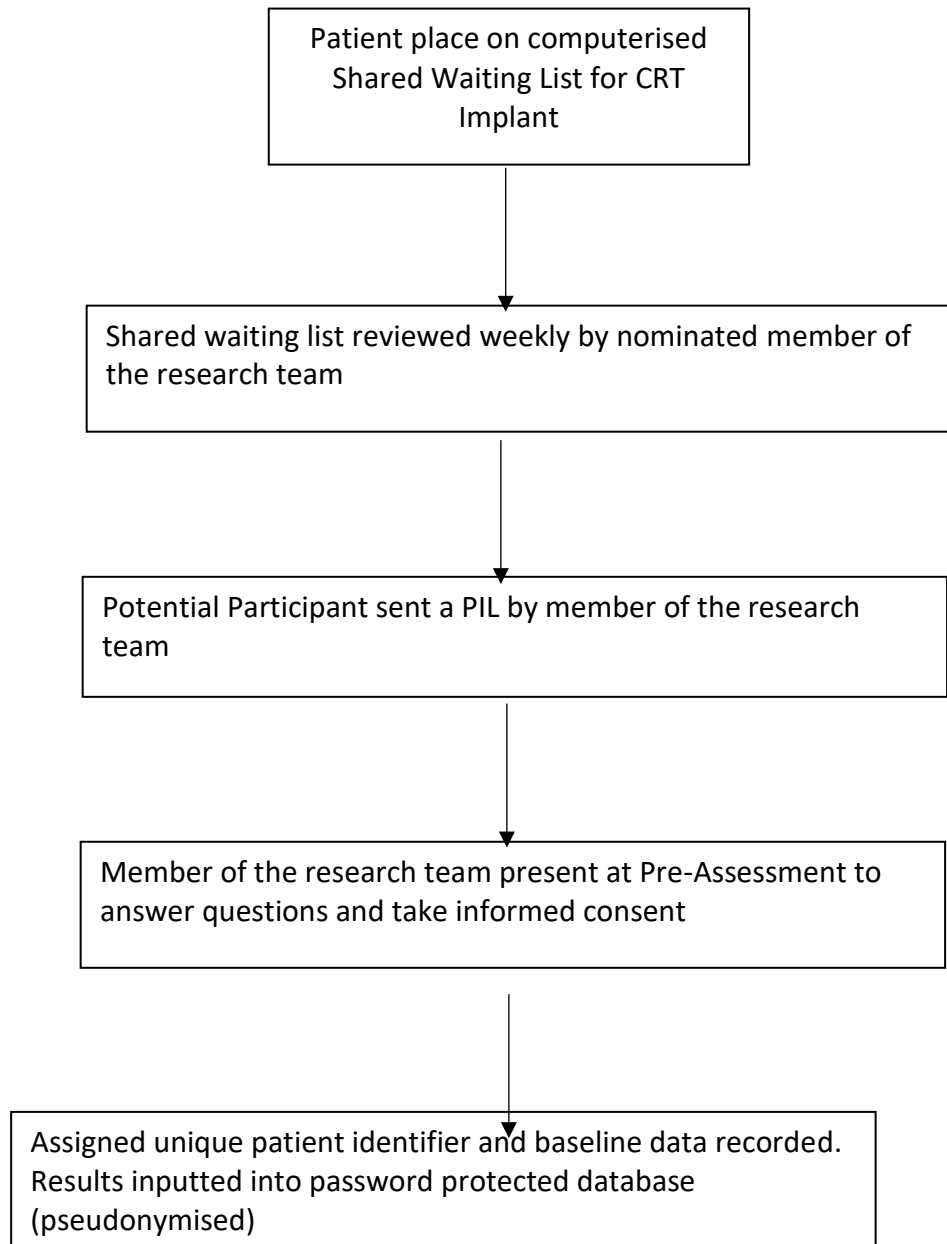 Patient place on computerised
Shared Waiting List for CRT
Implant
Shared waiting list reviewed weekly by nominated member of
the research team
Potential Participant sent a PIL by member of the research
team
Member of the research team present at Pre-Assessment to
answer questions and take informed consent
Assigned unique patient identifier and baseline data recorded.
Results inputted into password protected database
(pseudonymised)